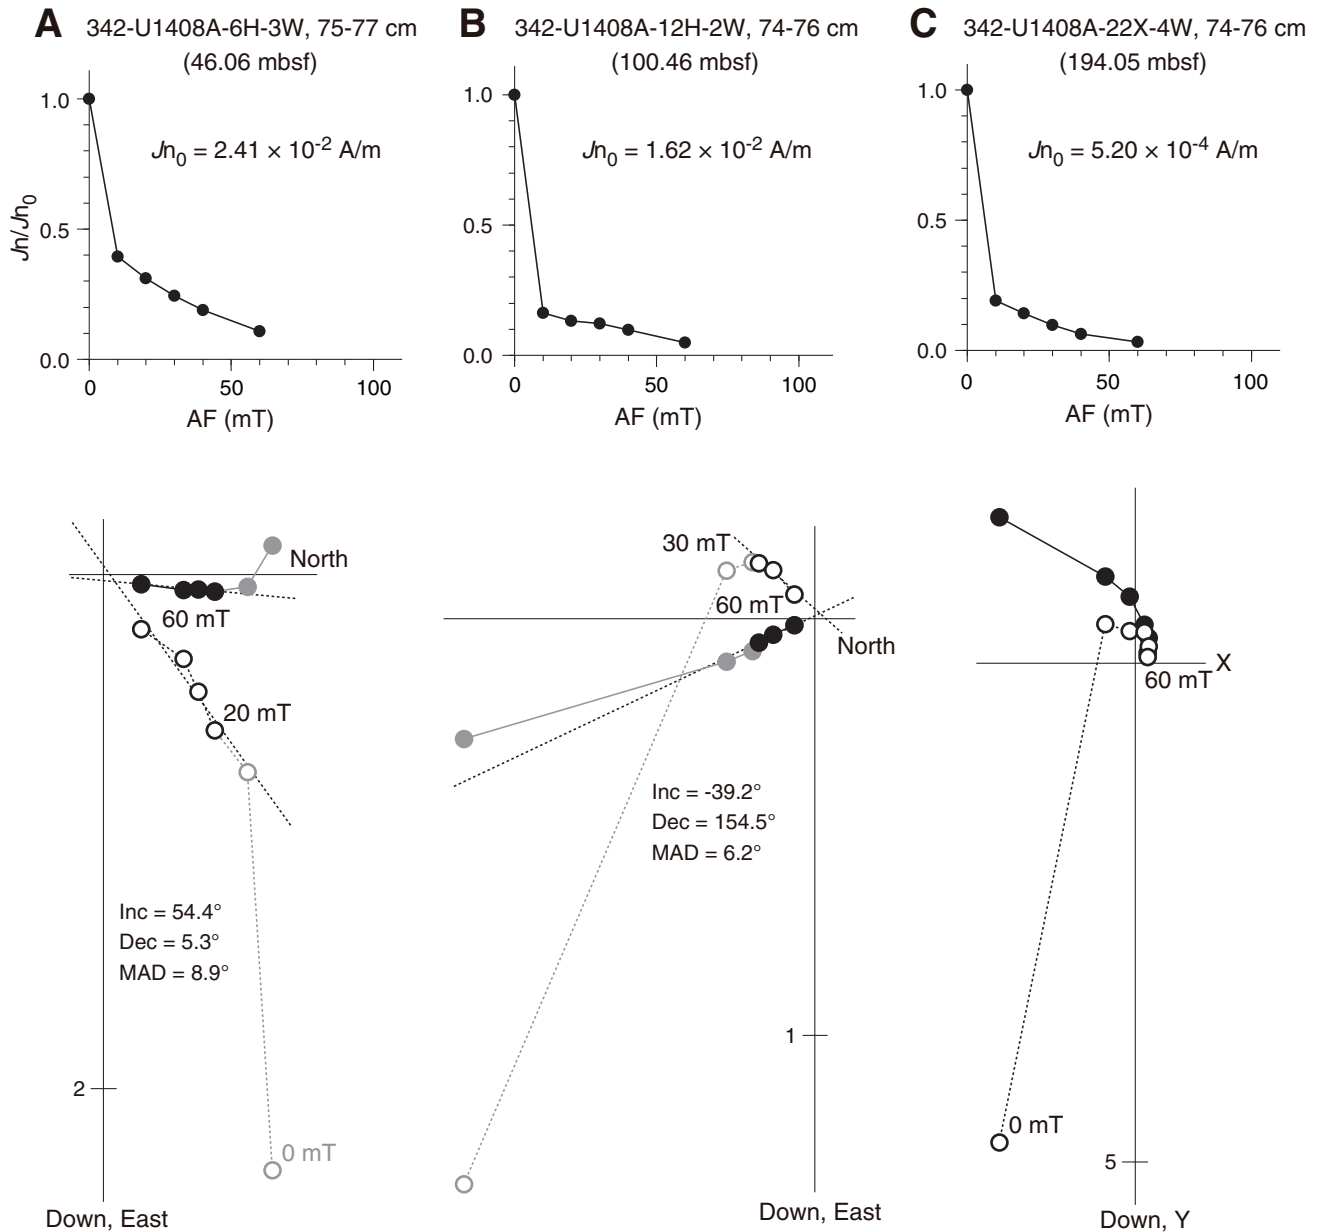 A 342-U1408A-6H-3W, 75-77 cm
(46.06 mbsf)
1.0
Jn₀ = 2.41 × 10⁻² A/m
Jn/Jn₀
0.5
0.0
0 50 100
AF (mT)
North
60 mT
20 mT
Inc = 54.4°
Dec = 5.3°
MAD = 8.9°
2
0 mT
Down, East
B 342-U1408A-12H-2W, 74-76 cm
(100.46 mbsf)
1.0
Jn₀ = 1.62 × 10⁻² A/m
0.5
0.0
0 50 100
AF (mT)
30 mT
60 mT
North
Inc = -39.2°
Dec = 154.5°
MAD = 6.2°
1
Down, East
C 342-U1408A-22X-4W, 74-76 cm
(194.05 mbsf)
1.0
Jn₀ = 5.20 × 10⁻⁴ A/m
0.5
0.0
0 50 100
AF (mT)
X
60 mT
0 mT
5
Down, Y